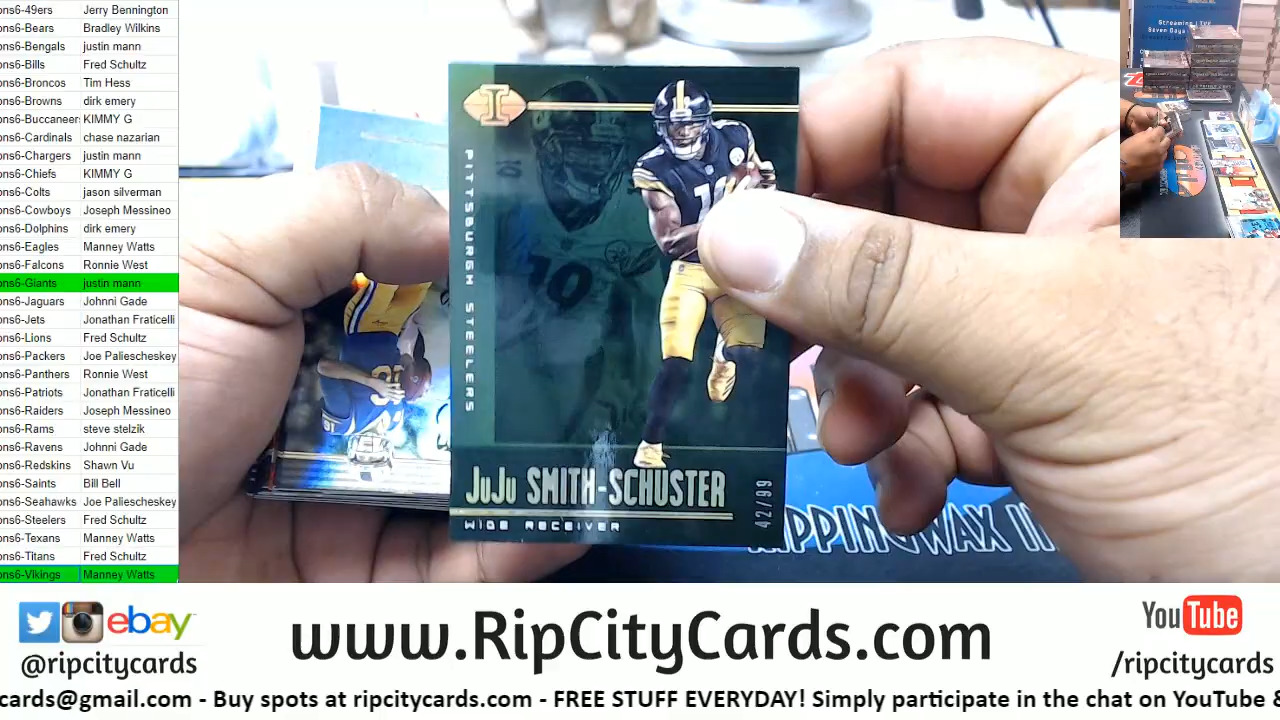 ons6-49ers Jerry Bennington
ons6-Bears Bradley Wilkins
ons6-Bengals justin mann
ons6-Bills Fred Schultz
ons6-Broncos Tim Hess
ons6-Browns dirk emery
ons6-Buccaneers KIMMY G
ons6-Cardinals chase nazarian
ons6-Chargers justin mann
ons6-Chiefs KIMMY G
ons6-Colts jason silverman
ons6-Cowboys Joseph Messineo
ons6-Dolphins dirk emery
ons6-Eagles Manney Watts
ons6-Falcons Ronnie West
ons6-Giants justin mann
ons6-Jaguars Johnni Gade
ons6-Jets Jonathan Fraticelli
ons6-Lions Fred Schultz
ons6-Packers Joe Paliescheskey
ons6-Panthers Ronnie West
ons6-Patriots Jonathan Fraticelli
ons6-Raiders Joseph Messineo
ons6-Rams steve stelzik
ons6-Ravens Johnni Gade
ons6-Redskins Shawn Vu
ons6-Saints Bill Bell
ons6-Seahawks Joe Paliescheskey
ons6-Steelers Fred Schultz
ons6-Texans Manney Watts
ons6-Titans Fred Schultz
ons6-Vikings Manney Watts
I
PITTSBURGH STEELERS
10
JuJu SMITH-SCHUSTER
WIDE RECEIVER
42/99
Streaming LIVE
Seven Days
RIPPINGWAX
ebay
@ripcitycards
www.RipCityCards.com
YouTube
/ripcitycards
cards@gmail.com - Buy spots at ripcitycards.com - FREE STUFF EVERYDAY! Simply participate in the chat on YouTube &